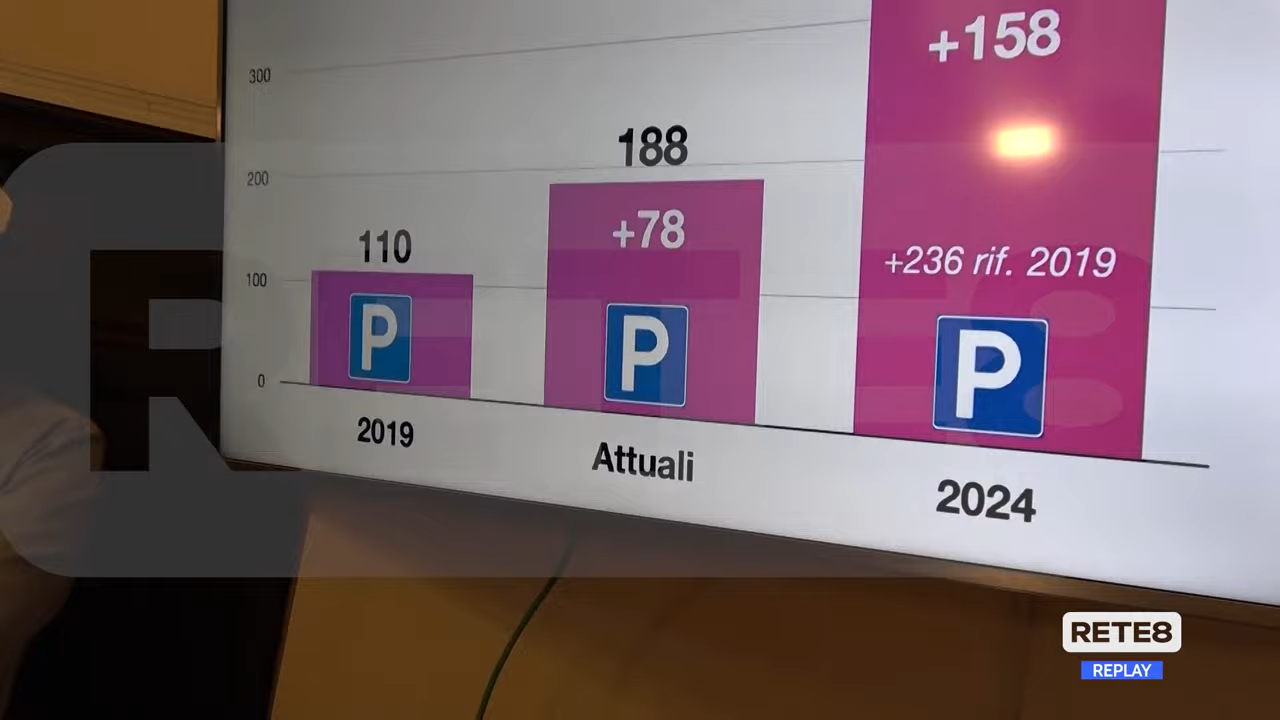 +158
300
188
200
+78
110
+236 rif. 2019
100
P
P
P
0
2019
Attuali
2024
RETE8
REPLAY